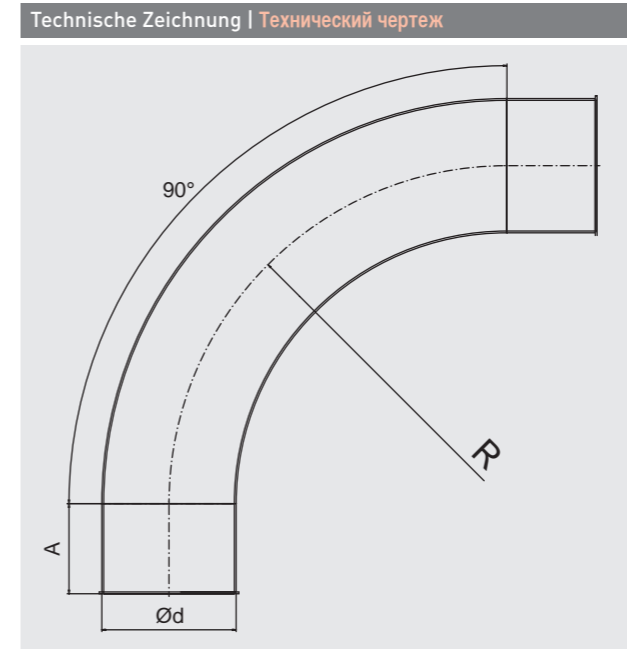 Technische Zeichnung | Технический чертеж
90°
R
A
Ød